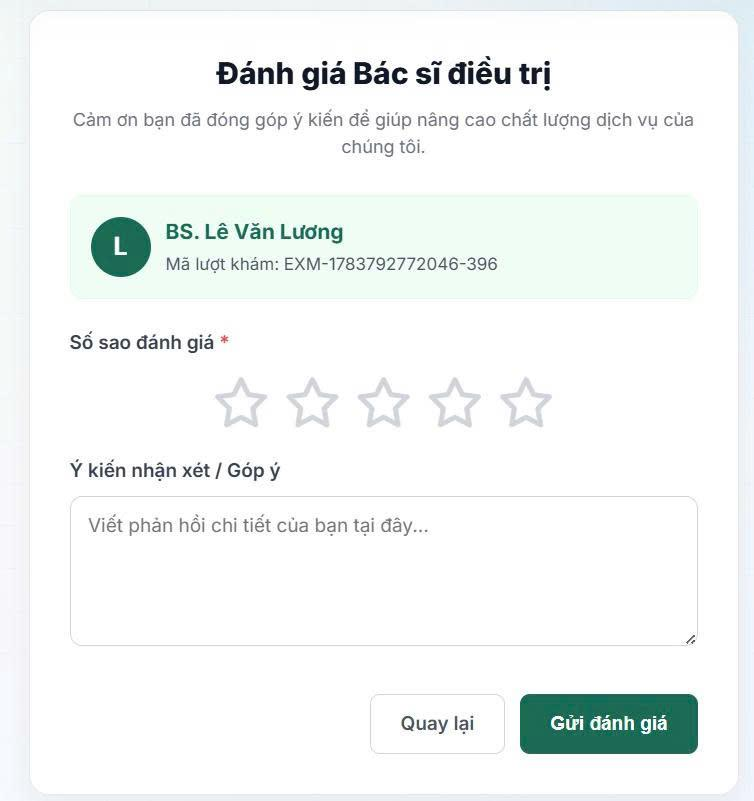 Đánh giá Bác sĩ điều trị
Cảm ơn bạn đã đóng góp ý kiến để giúp nâng cao chất lượng dịch vụ của
chúng tôi.
L
BS. Lê Văn Lương
Mã lượt khám: EXM-1783792772046-396
Số sao đánh giá *
Ý kiến nhận xét / Góp ý
Viết phản hồi chi tiết của bạn tại đây...
Quay lại
Gửi đánh giá